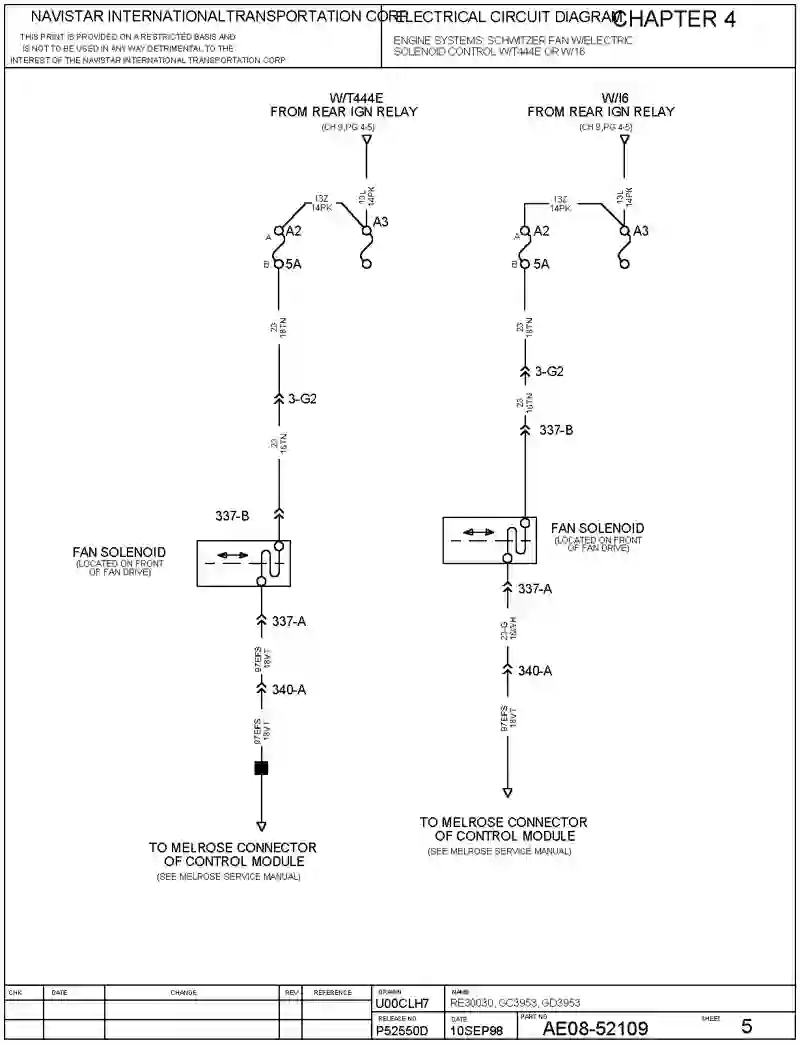 NAVISTAR INTERNATIONAL TRANSPORTATION CORP.
THIS PRINT IS PROVIDED ON A RESTRICTED BASIS AND
IS NOT TO BE USED IN ANY WAY DETRIMENTAL TO THE
INTEREST OF THE NAVISTAR INTERNATIONAL TRANSPORTATION CORP
ELECTRICAL CIRCUIT DIAGRAM
CHAPTER 4
ENGINE SYSTEMS: SCHWITZER FAN W/ELECTRIC
SOLENOID CONTROL W/T444E OR W/I6
W/T444E
FROM REAR IGN RELAY
(CH 9,PG 4-5)
13L
14PK
13Z
14PK
A
A2
A3
B
5A
23
18TN
3-G2
23
16TN
337-B
FAN SOLENOID
(LOCATED ON FRONT
OF FAN DRIVE)
337-A
97EFS
18VT
340-A
97EFS
18VT
TO MELROSE CONNECTOR
OF CONTROL MODULE
(SEE MELROSE SERVICE MANUAL)
W/I6
FROM REAR IGN RELAY
(CH 9,PG 4-5)
13L
14PK
13Z
14PK
A
A2
A3
B
5A
23
18TN
3-G2
23
16TN
337-B
FAN SOLENOID
(LOCATED ON FRONT
OF FAN DRIVE)
337-A
23-G
16WH
340-A
97EFS
18VT
TO MELROSE CONNECTOR
OF CONTROL MODULE
(SEE MELROSE SERVICE MANUAL)
CHK
DATE
CHANGE
REV
REFERENCE
DRAWN
U00CLH7
NAME
RE30030, GC3953, GD3953
RELEASE NO.
P52550D
DATE
10SEP98
PART NO.
AE08-52109
SHEET
5